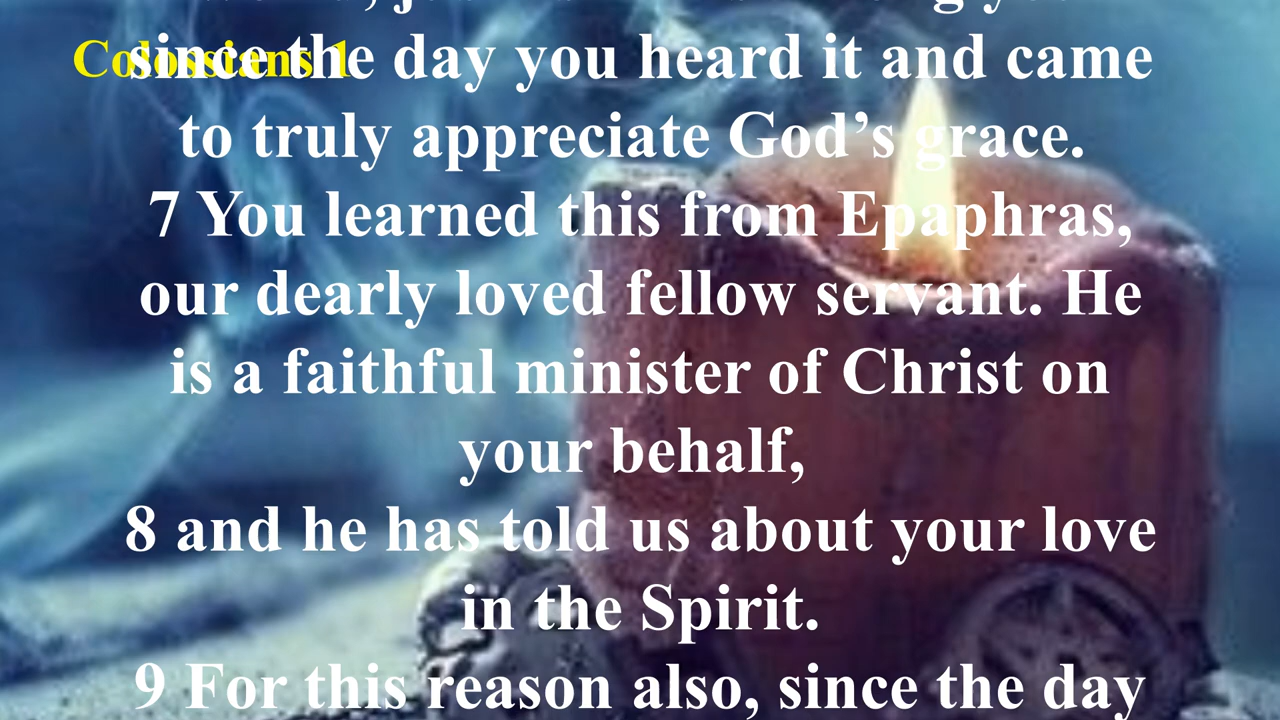 Colossians 1
since the day you heard it and came
to truly appreciate God’s grace.
7 You learned this from Epaphras,
our dearly loved fellow servant. He
is a faithful minister of Christ on
your behalf,
8 and he has told us about your love
in the Spirit.
9 For this reason also, since the day